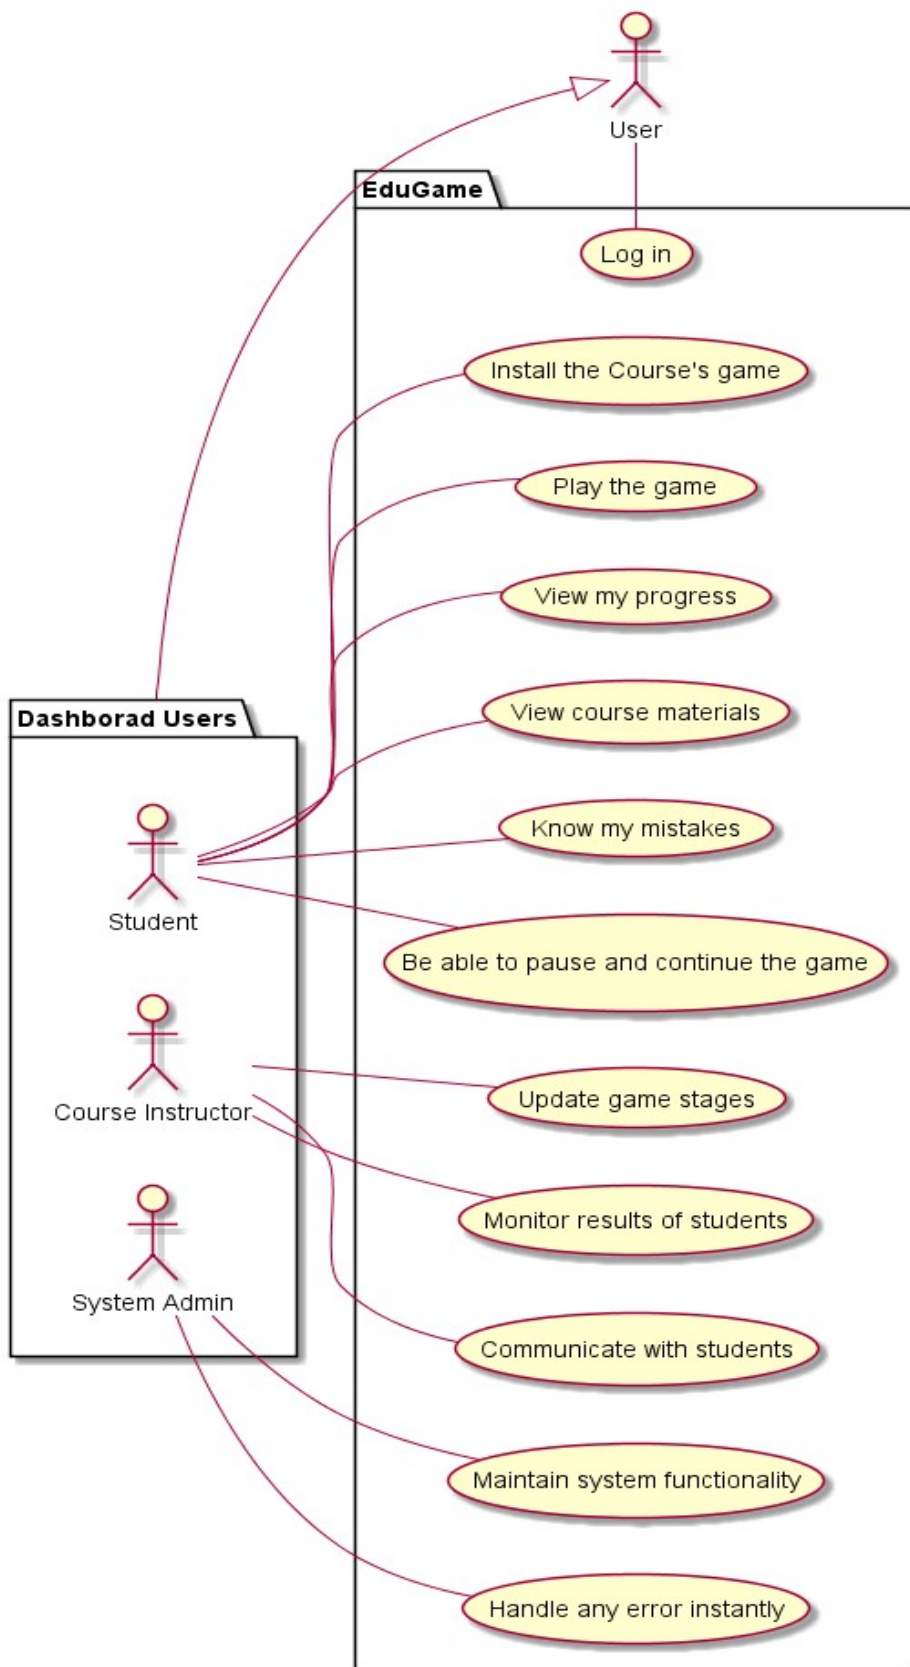 User
EduGame
Log in
Install the Course's game
Play the game
View my progress
View course materials
Dashborad Users
Know my mistakes
Student
Be able to pause and continue the game
Update game stages
Course Instructor
Monitor results of students
System Admin
Communicate with students
Maintain system functionality
Handle any error instantly